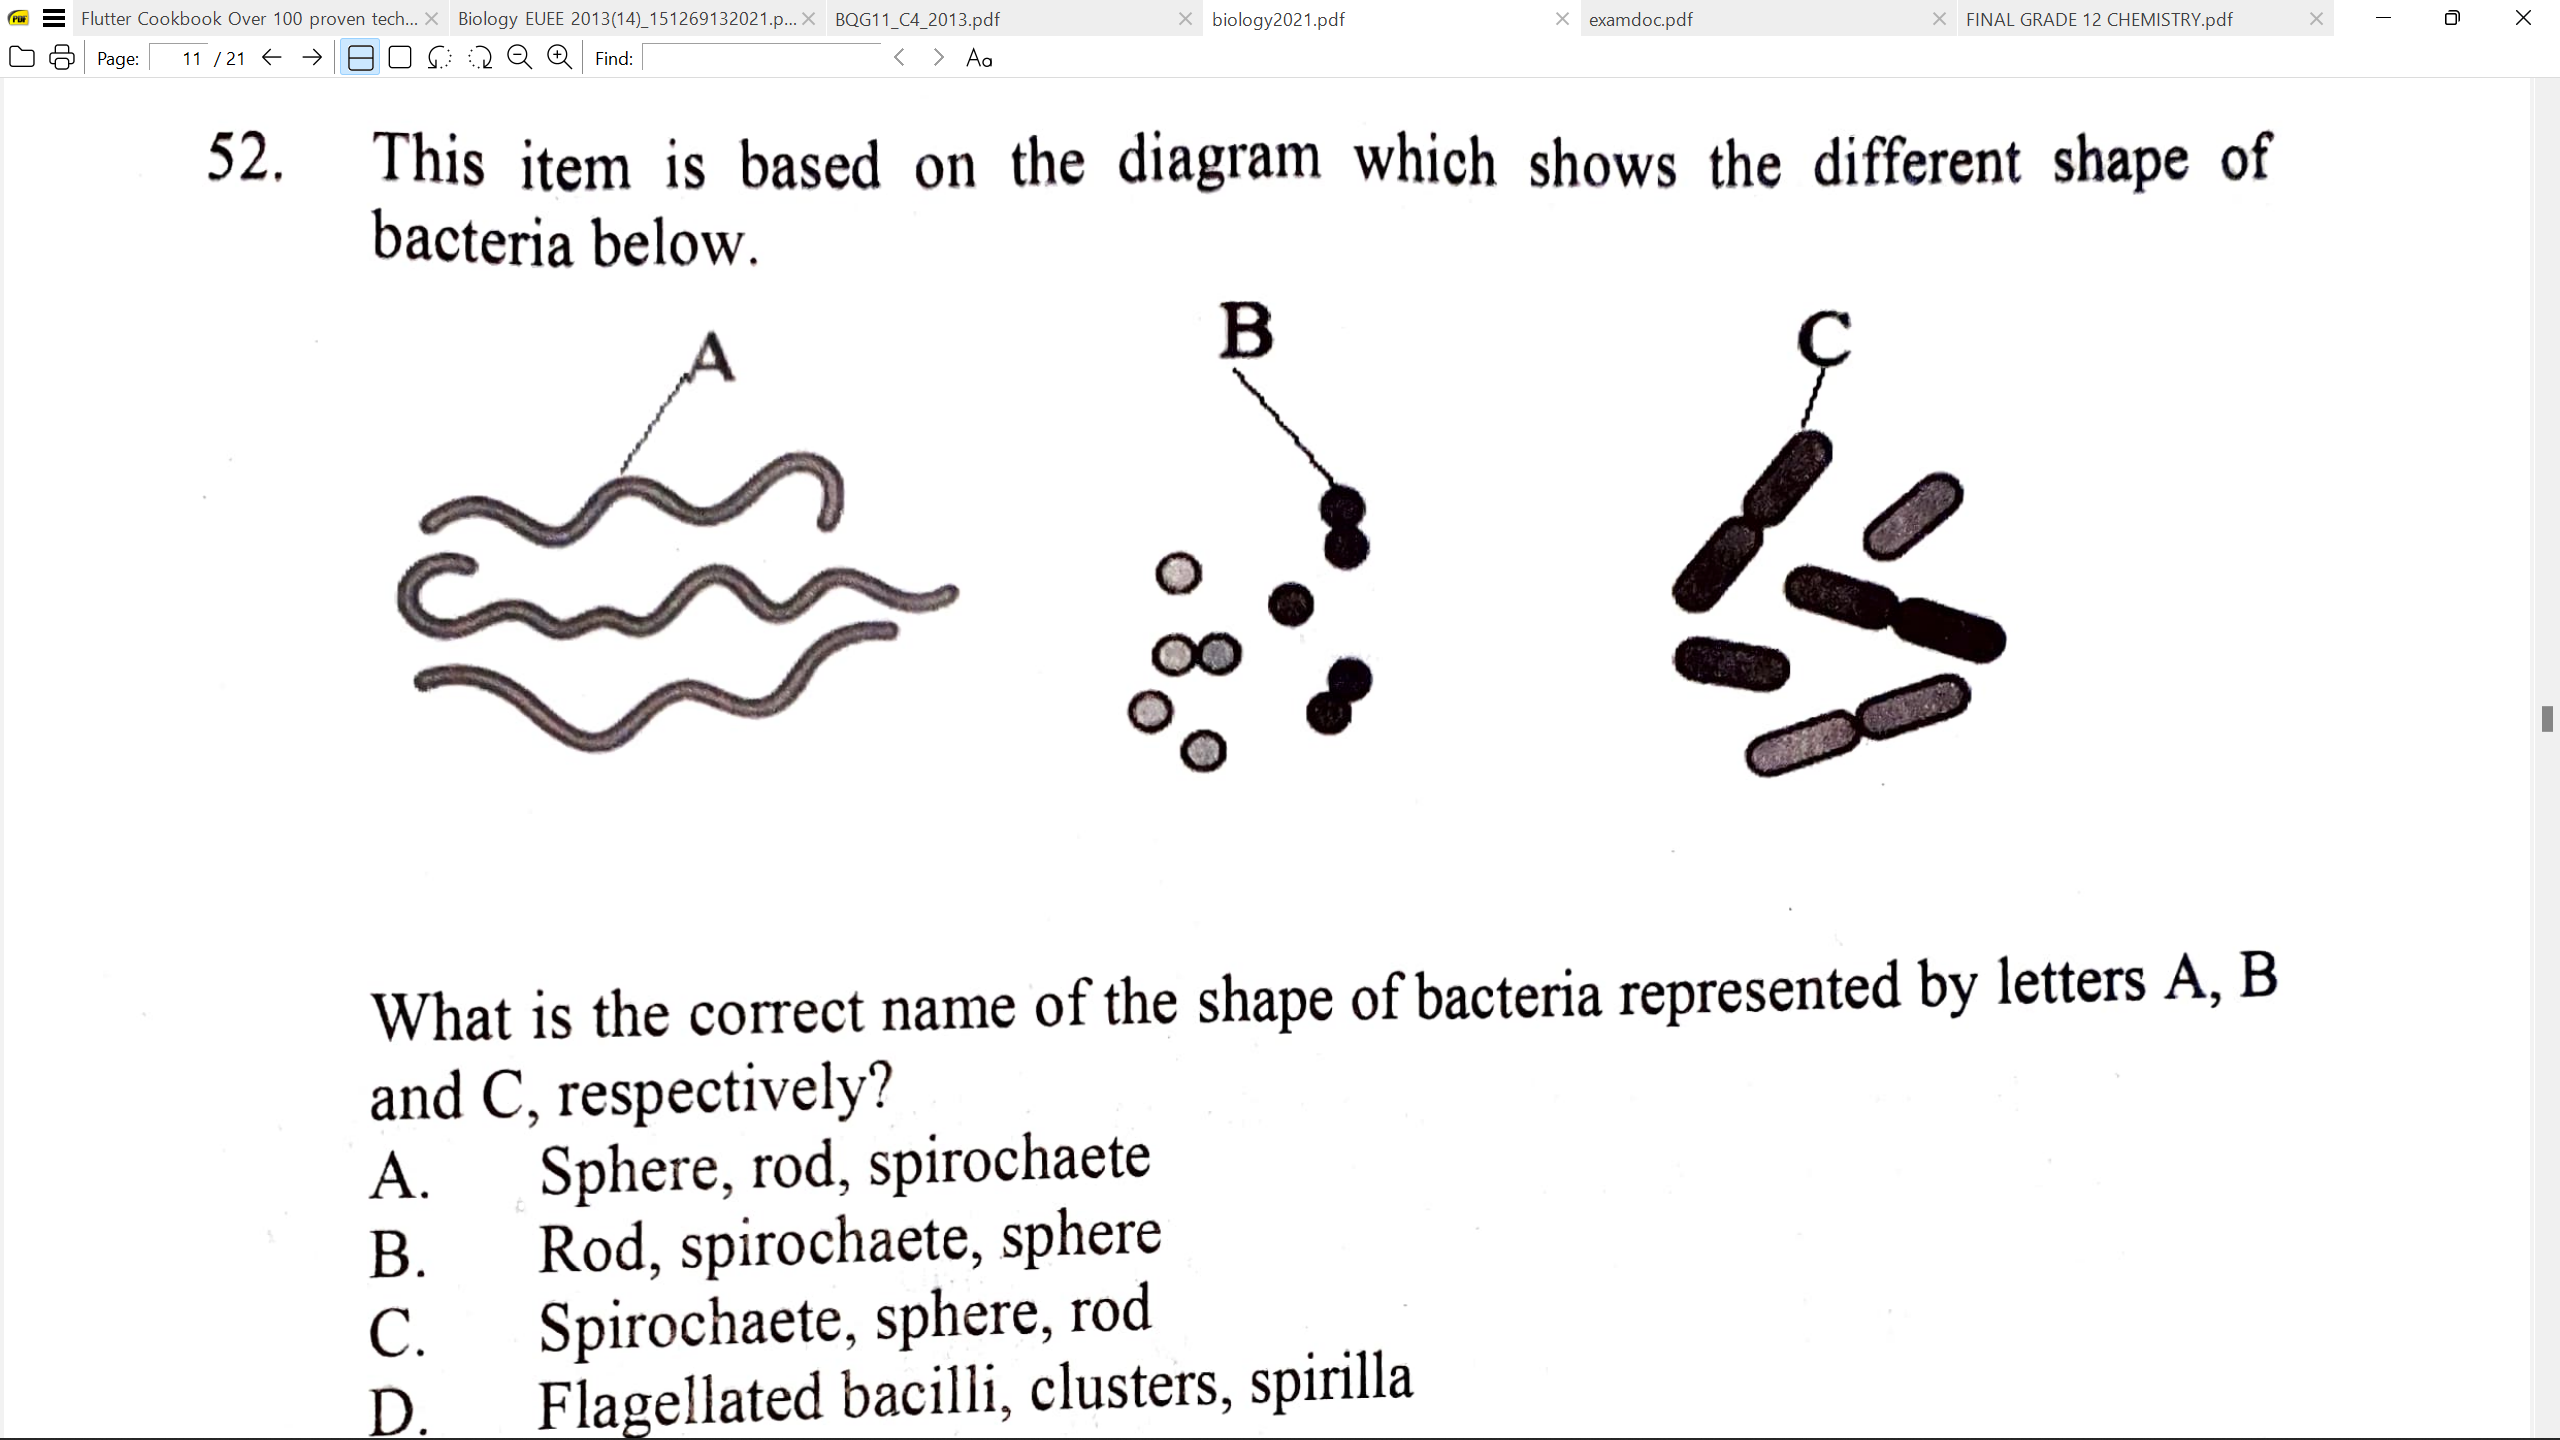 Flutter Cookbook Over 100 proven tech...
Biology EUEE 2013(14)_151269132021.p...
BQG11_C4_2013.pdf
biology2021.pdf
examdoc.pdf
FINAL GRADE 12 CHEMISTRY.pdf
Page: 11 / 21
Find:
Aa
52. This item is based on the diagram which shows the different shape of
bacteria below.
A
B
C
What is the correct name of the shape of bacteria represented by letters A, B
and C, respectively?
A. Sphere, rod, spirochaete
B. Rod, spirochaete, sphere
C. Spirochaete, sphere, rod
D. Flagellated bacilli, clusters, spirilla